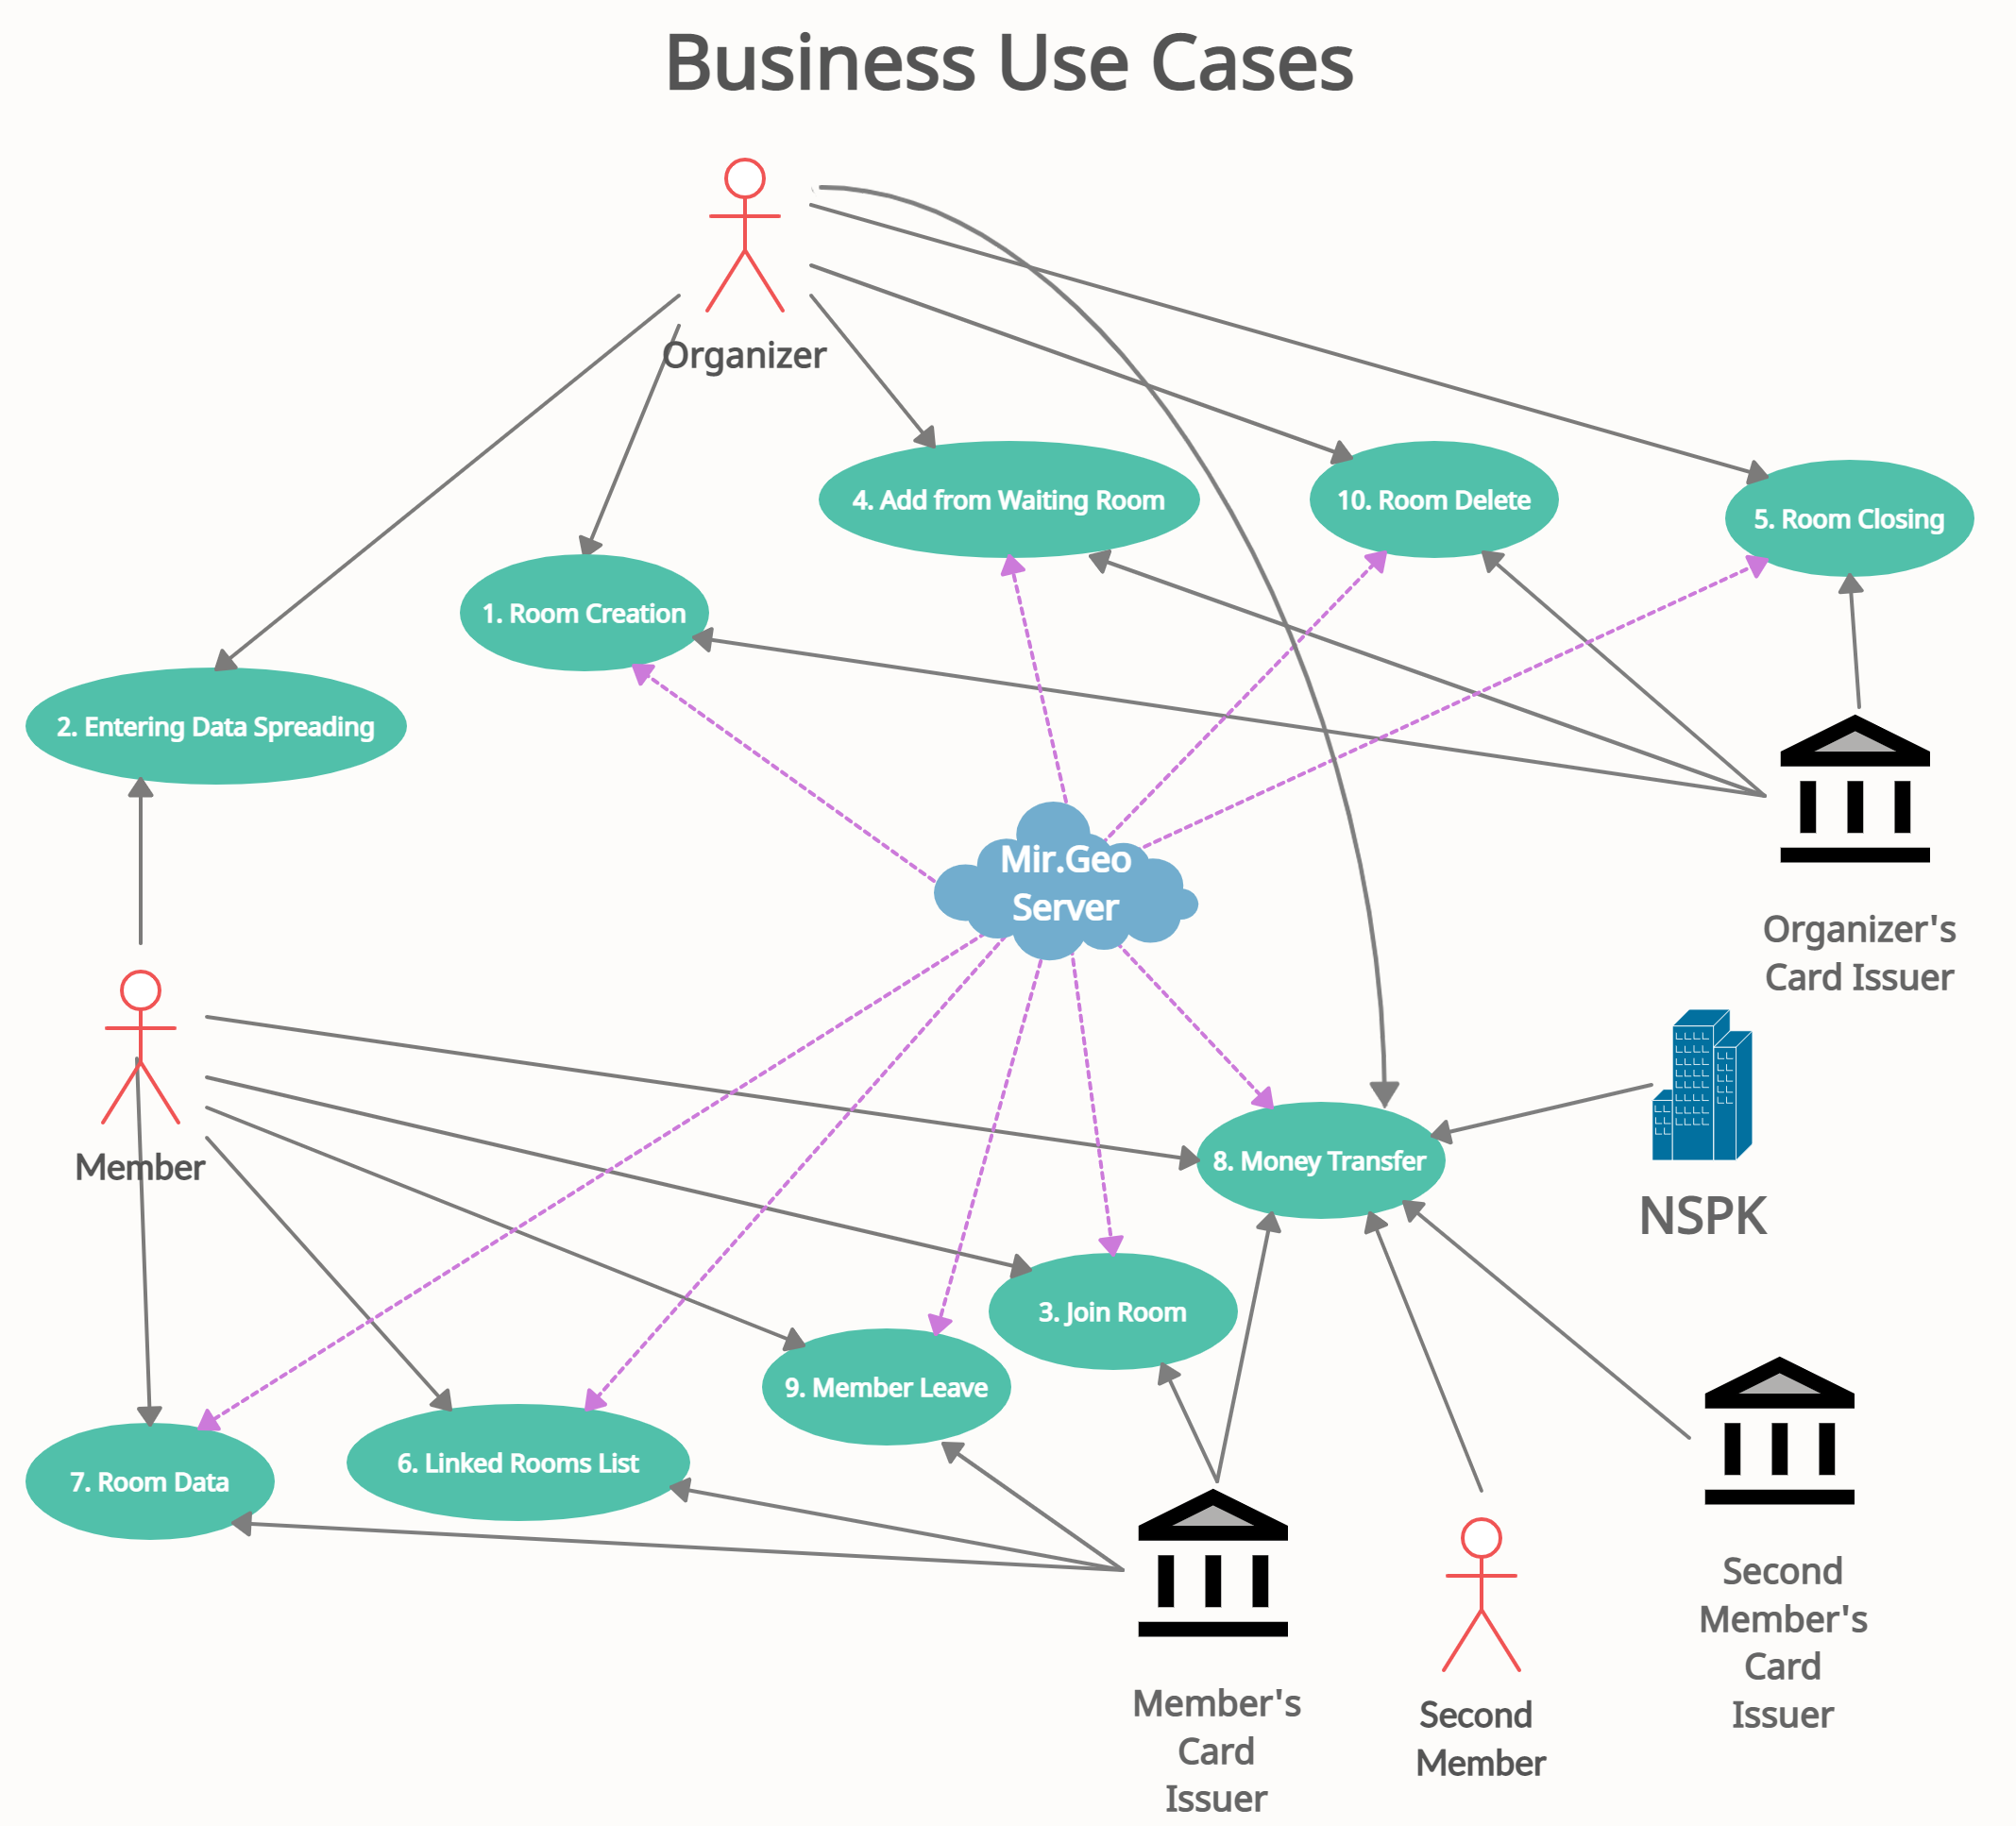 Business Use Cases
Organizer
4. Add from Waiting Room
10. Room Delete
5. Room Closing
1. Room Creation
2. Entering Data Spreading
Mir.Geo
Server
Organizer's
Card Issuer
Member
8. Money Transfer
NSPK
3. Join Room
9. Member Leave
6. Linked Rooms List
7. Room Data
Second
Member's
Card
Issuer
Member's
Card
Issuer
Second
Member